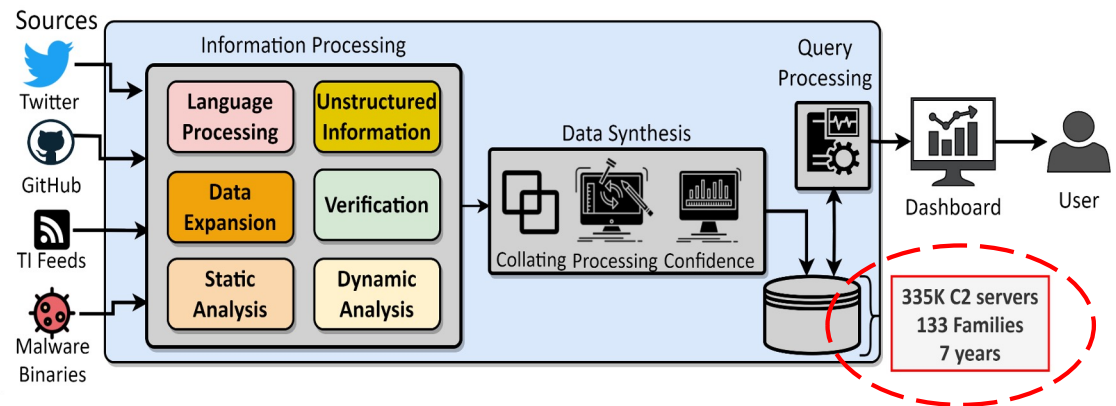 Sources
Twitter
GitHub
TI Feeds
Malware
Binaries
Information Processing
Language
Processing
Unstructured
Information
Data
Expansion
Verification
Static
Analysis
Dynamic
Analysis
Data Synthesis
Collating Processing Confidence
Query
Processing
Dashboard
User
335K C2 servers
133 Families
7 years